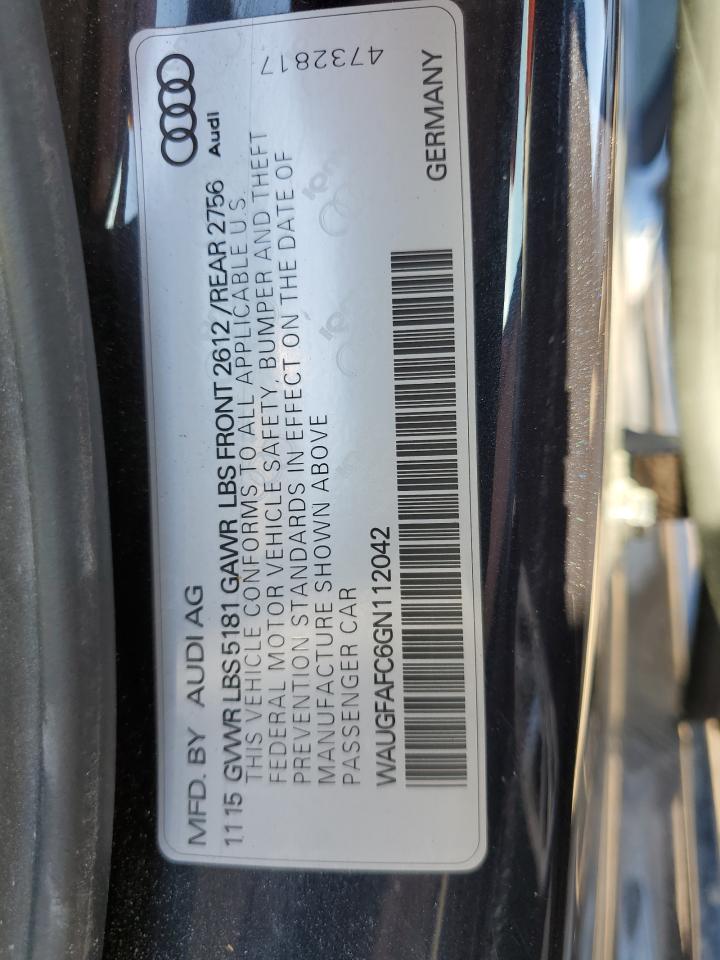 MFD. BY AUDI AG
11 15 GVWR LBS 5181 GAWR LBS FRONT 2612 /REAR 2756
THIS VEHICLE CONFORMS TO ALL APPLICABLE U.S.
FEDERAL MOTOR VEHICLE SAFETY, BUMPER AND THEFT
PREVENTION STANDARDS IN EFFECT ON THE DATE OF
MANUFACTURE SHOWN ABOVE
PASSENGER CAR
WAUGFAFC6GN112042
Audi
4732817
GERMANY